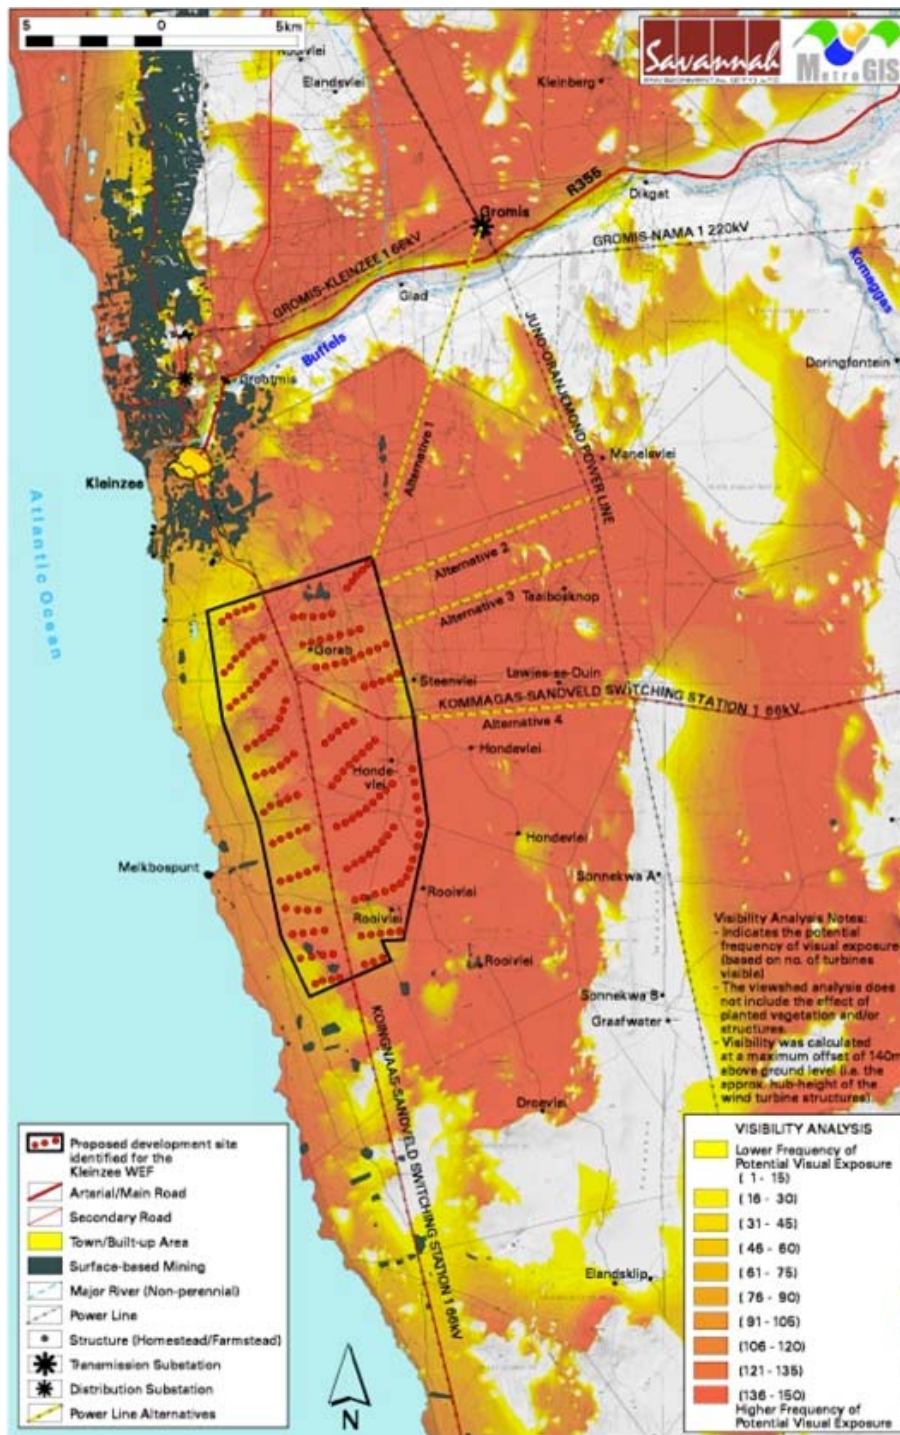 5 0 5km
Savannah
ENVIRONMENTAL (PTY) LTD
MetroGIS
Elandsvlei
Kleinberg
R355
Dikgat
Gromis
GROMIS-NAMA 1 220kV
GROMIS-KLEINZEE 1 66kV
Glad
Komaggas
Buffels
JUNO-ORANJEMOND POWER LINE
Doringfontein
Grootmis
Alternative 1
Manelsvlei
Kleinzee
Atlantic Ocean
Alternative 2
Alternative 3
Taaibosknop
Gorab
Steenvlei
Lewies-se-Duin
KOMMAGAS-SANDVELD SWITCHING STATION 1 66kV
Alternative 4
Hondevlei
Honde-
vlei
Hondevlei
Melkbospunt
Sonnekwa A
Rooivlei
Rooivlei
Rooivlei
Sonnekwa B
Graafwater
KOINGNAAS-SANDVELD SWITCHING STATION 1 66kV
Droevlei
Elandsklip
N
Visibility Analysis Notes:
- Indicates the potential
frequency of visual exposure
(based on no. of turbines
visible)
- The viewshed analysis does
not include the effect of
planted vegetation and/or
structures
- Visibility was calculated
at a maximum offset of 140m
above ground level (i.e. the
approx. hub-height of the
wind turbine structures).
Proposed development site
identified for the
Kleinzee WEF
Arterial/Main Road
Secondary Road
Town/Built-up Area
Surface-based Mining
Major River (Non-perennial)
Power Line
Structure (Homestead/Farmstead)
Transmission Substation
Distribution Substation
Power Line Alternatives
VISIBILITY ANALYSIS
Lower Frequency of
Potential Visual Exposure
( 1 - 15)
( 16 - 30)
( 31 - 45)
( 46 - 60)
( 61 - 75)
( 76 - 90)
( 91 - 105)
(106 - 120)
(121 - 135)
(136 - 150)
Higher Frequency of
Potential Visual Exposure